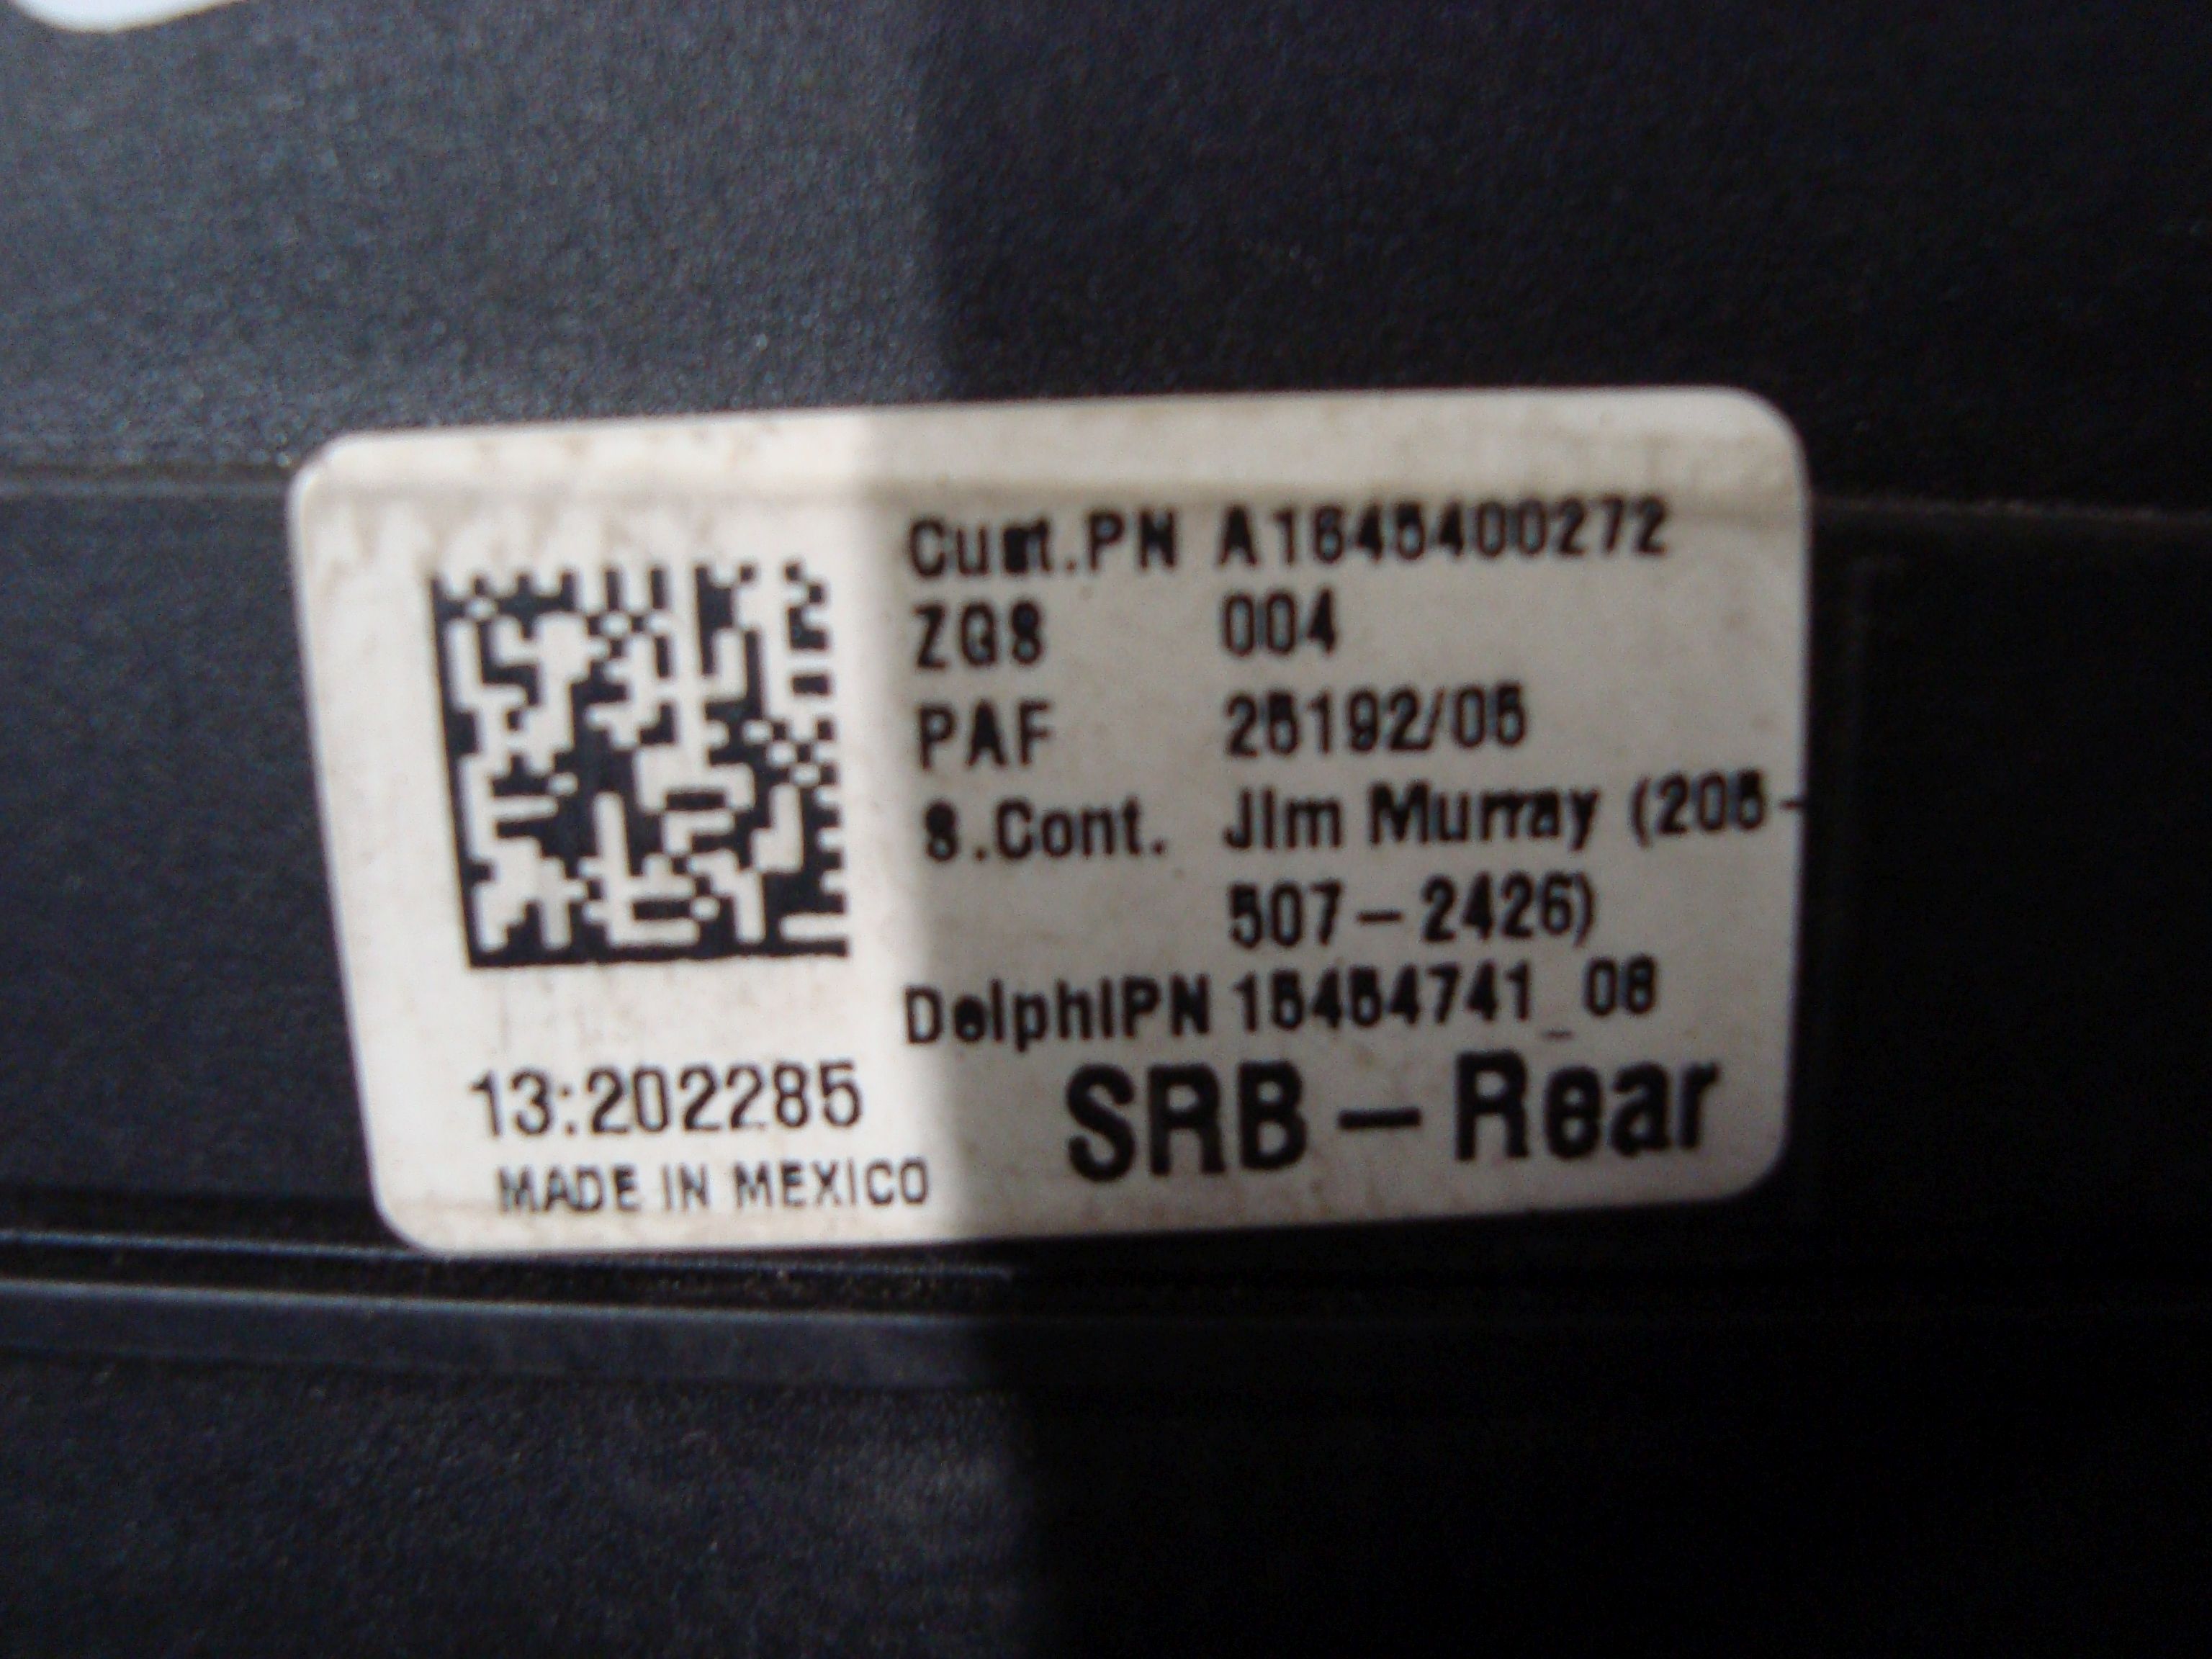 Cust.PN A1645400272
ZGS 004
PAF 25192/05
S.Cont. Jim Murray (205-
507-2426)
DelphiPN 15454741_08
SRB-Rear
13:202285
MADE IN MEXICO